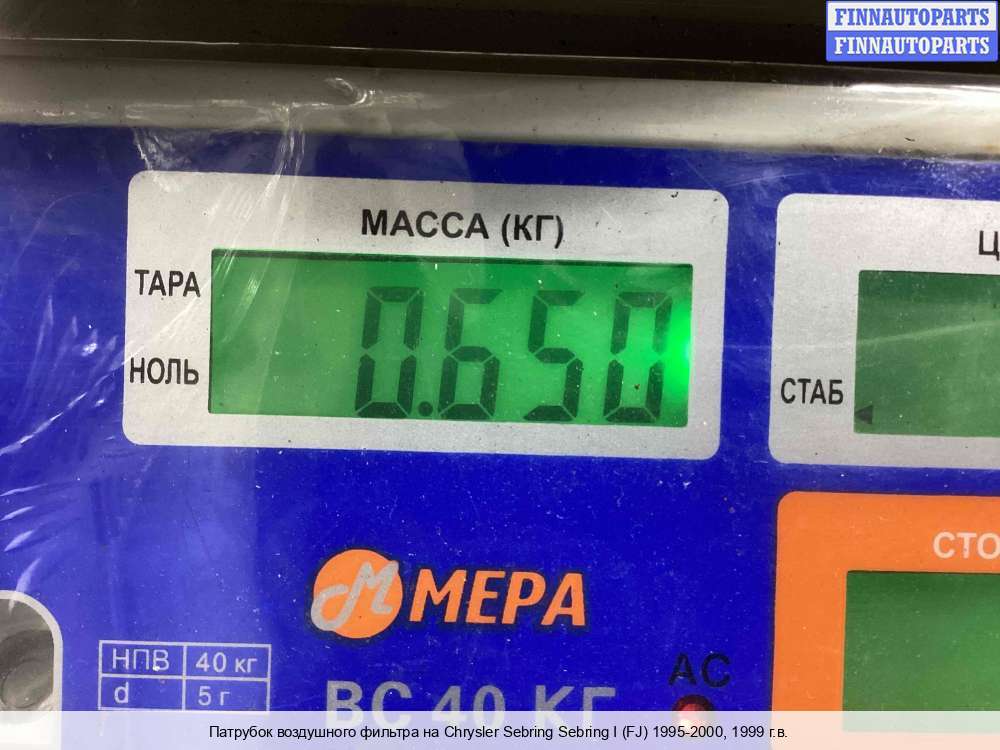 FINNAUTOPARTS
FINNAUTOPARTS
МАССА (КГ)
ТАРА
НОЛЬ
0.650
СТАБ
МЕРА
НПВ 40 кг
d 5 г
ВС 40 КГ
АС
Патрубок воздушного фильтра на Chrysler Sebring Sebring I (FJ) 1995-2000, 1999 г.в.